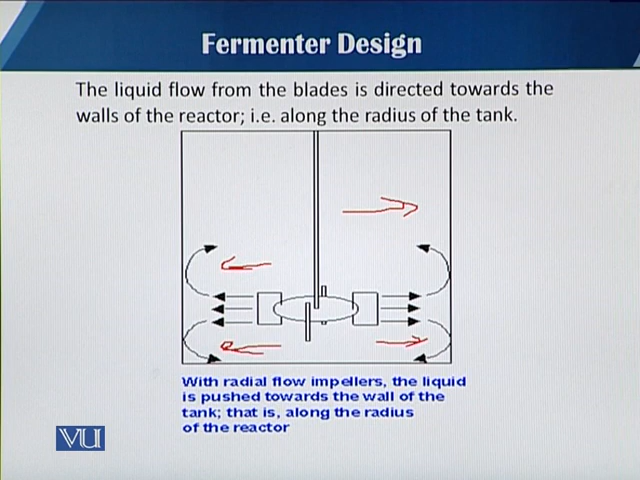 Fermenter Design
The liquid flow from the blades is directed towards the
walls of the reactor; i.e. along the radius of the tank.
With radial flow impellers, the liquid
is pushed towards the wall of the
tank; that is, along the radius
of the reactor
VU